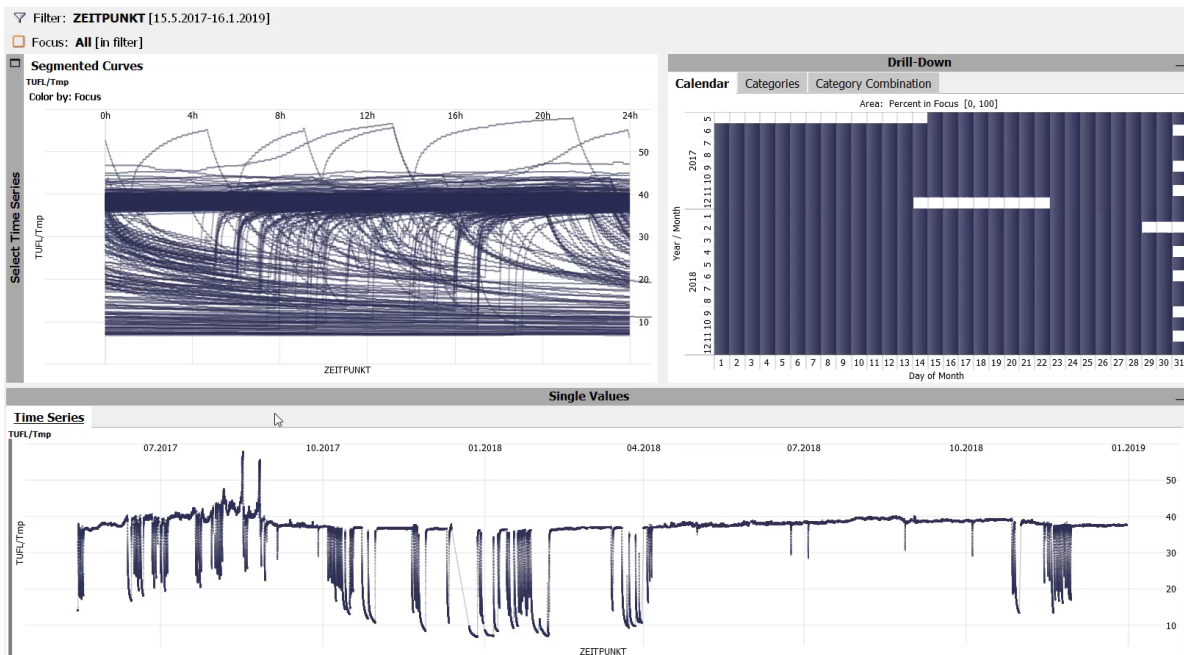 Filter: ZEITPUNKT [15.5.2017-16.1.2019]
Focus: All [in filter]
Select Time Series
Segmented Curves
TUFL/Tmp
Color by: Focus
0h 4h 8h 12h 16h 20h 24h
50
40
30
20
10
TUFL/Tmp
ZEITPUNKT
Drill-Down
Calendar Categories Category Combination
Area: Percent in Focus [0, 100]
Year / Month
2017
5
6
7
8
9
10
11
12
2018
1
2
3
4
5
6
7
8
9
10
11
12
1 2 3 4 5 6 7 8 9 10 11 12 13 14 15 16 17 18 19 20 21 22 23 24 25 26 27 28 29 30 31
Day of Month
Single Values
Time Series
TUFL/Tmp
07.2017 10.2017 01.2018 04.2018 07.2018 10.2018 01.2019
50
40
30
20
10
TUFL/Tmp
ZEITPUNKT